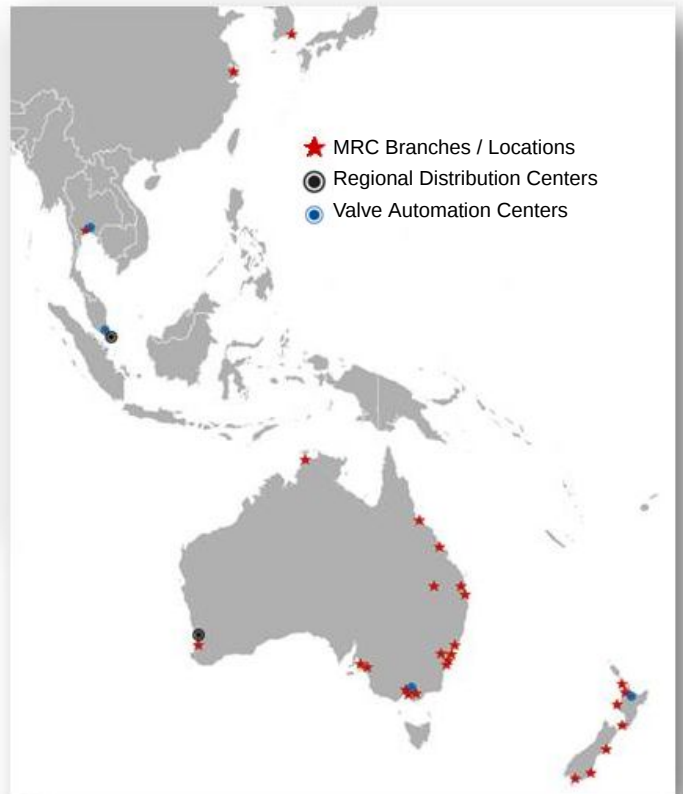 MRC Branches / Locations
Regional Distribution Centers
Valve Automation Centers